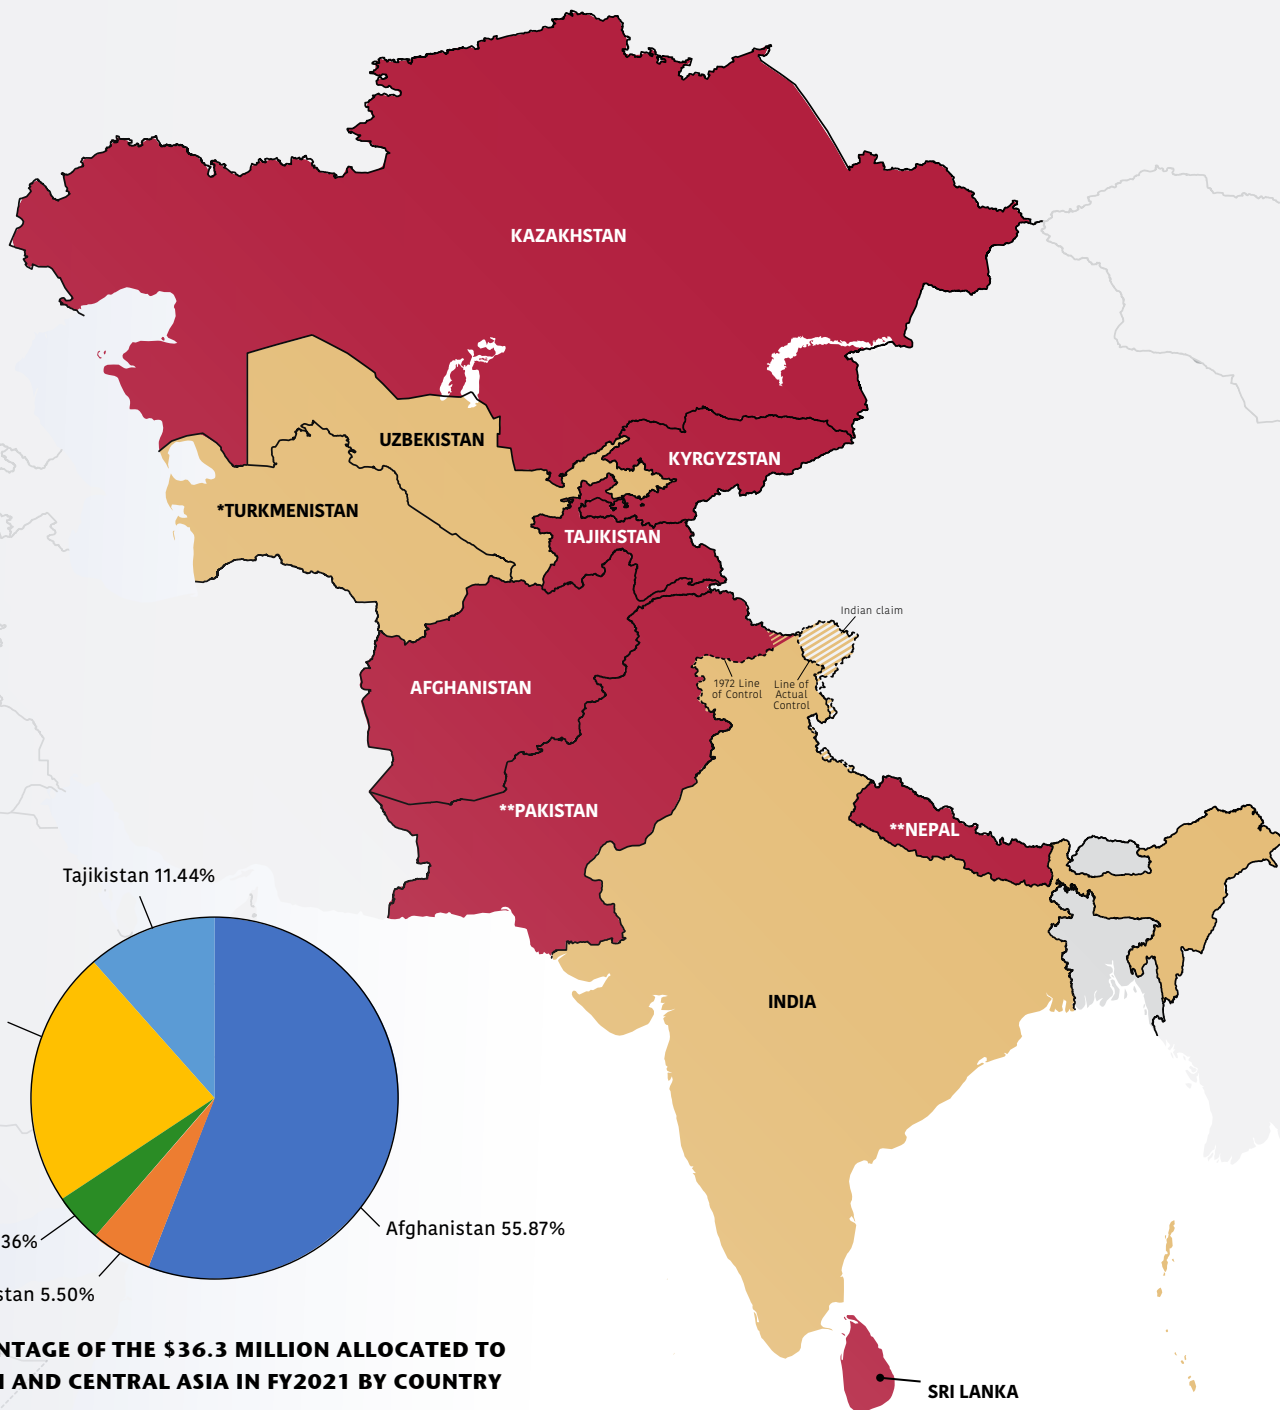 KAZAKHSTAN
UZBEKISTAN
KYRGYZSTAN
*TURKMENISTAN
TAJIKISTAN
Indian claim
1972 Line
of Control
Line of
Actual
Control
AFGHANISTAN
**PAKISTAN
**NEPAL
INDIA
SRI LANKA
Tajikistan 11.44%
Afghanistan 55.87%
36%
stan 5.50%
NTAGE OF THE $36.3 MILLION ALLOCATED TO
AND CENTRAL ASIA IN FY2021 BY COUNTRY